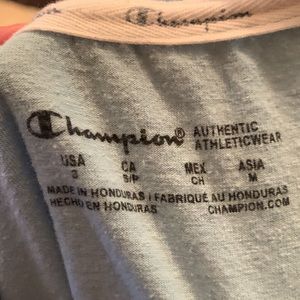 Champion
Champion® AUTHENTIC
ATHLETICWEAR
USA CA MEX ASIA
S S/P CH M
MADE IN HONDURAS / FABRIQUÉ AU HONDURAS
HECHO EN HONDURAS CHAMPION.COM